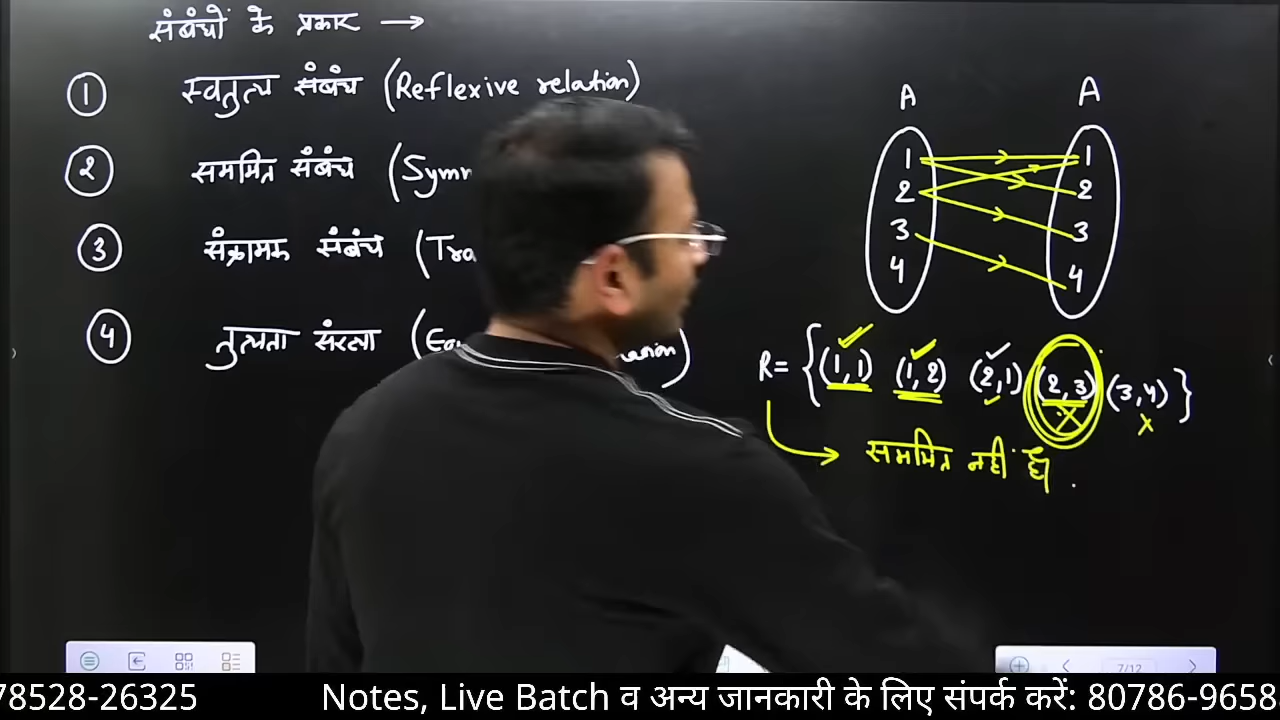 संबंधों के प्रकार →
① स्वतुल्य संबंध (Reflexive relation)
② सममित संबंध (Symm
③ संक्रामक संबंध (Tra
④ तुल्यता संबंध
A A
1 1
2 2
3 3
4 4
R = {(1,1) (1,2) (2,1) (2,3) (3,4)}
सममित नहीं है
7/12
78528-26325 Notes, Live Batch व अन्य जानकारी के लिए संपर्क करें: 80786-9658